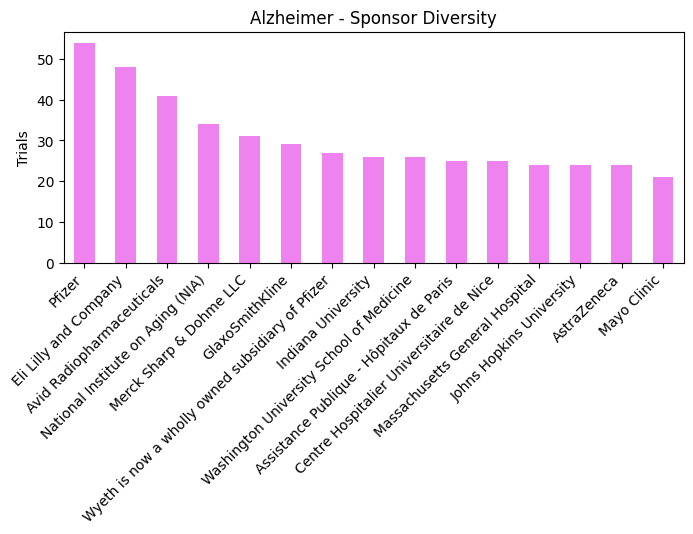 Alzheimer - Sponsor Diversity
Trials
50
40
30
20
10
0
Pfizer
Eli Lilly and Company
Avid Radiopharmaceuticals
National Institute on Aging (NIA)
Merck Sharp & Dohme LLC
GlaxoSmithKline
Wyeth is now a wholly owned subsidiary of Pfizer
Indiana University
Washington University School of Medicine
Assistance Publique - Hôpitaux de Paris
Centre Hospitalier Universitaire de Nice
Massachusetts General Hospital
Johns Hopkins University
AstraZeneca
Mayo Clinic